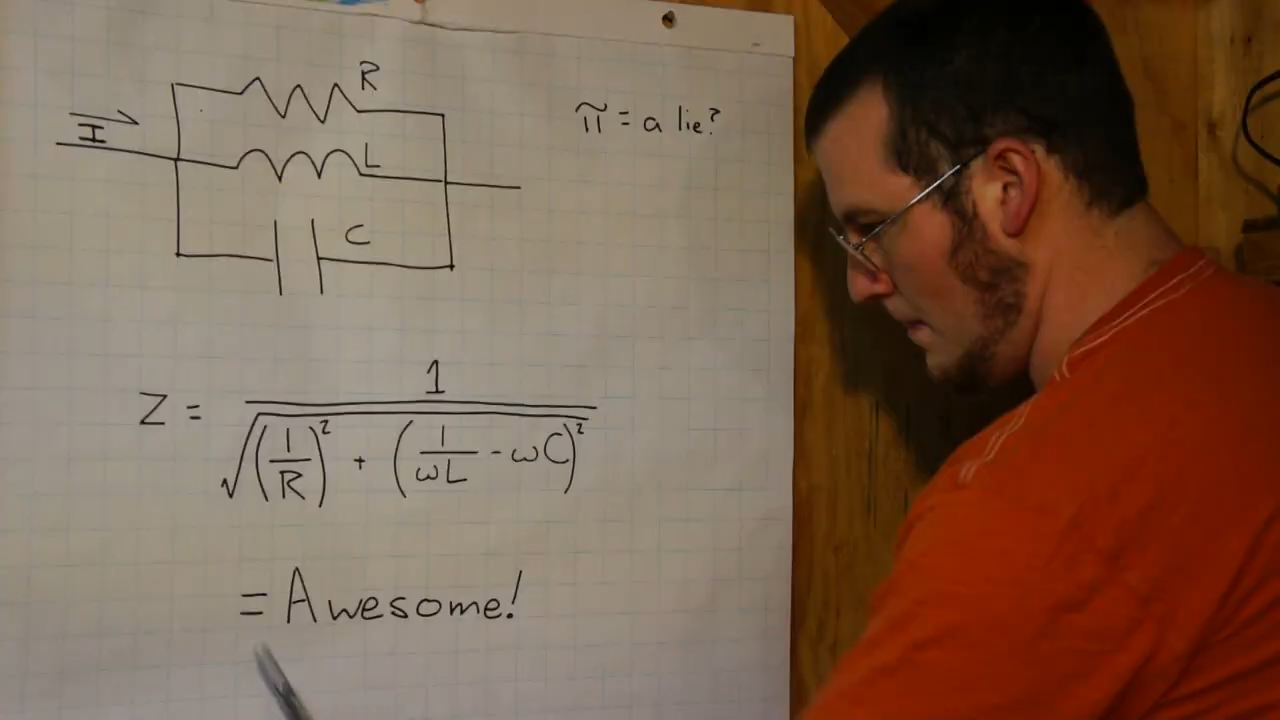 R
π̃ = a lie?
I
L
C
Z = 1 / √((1/R)² + (1/ωL - ωC)²)
= Awesome!